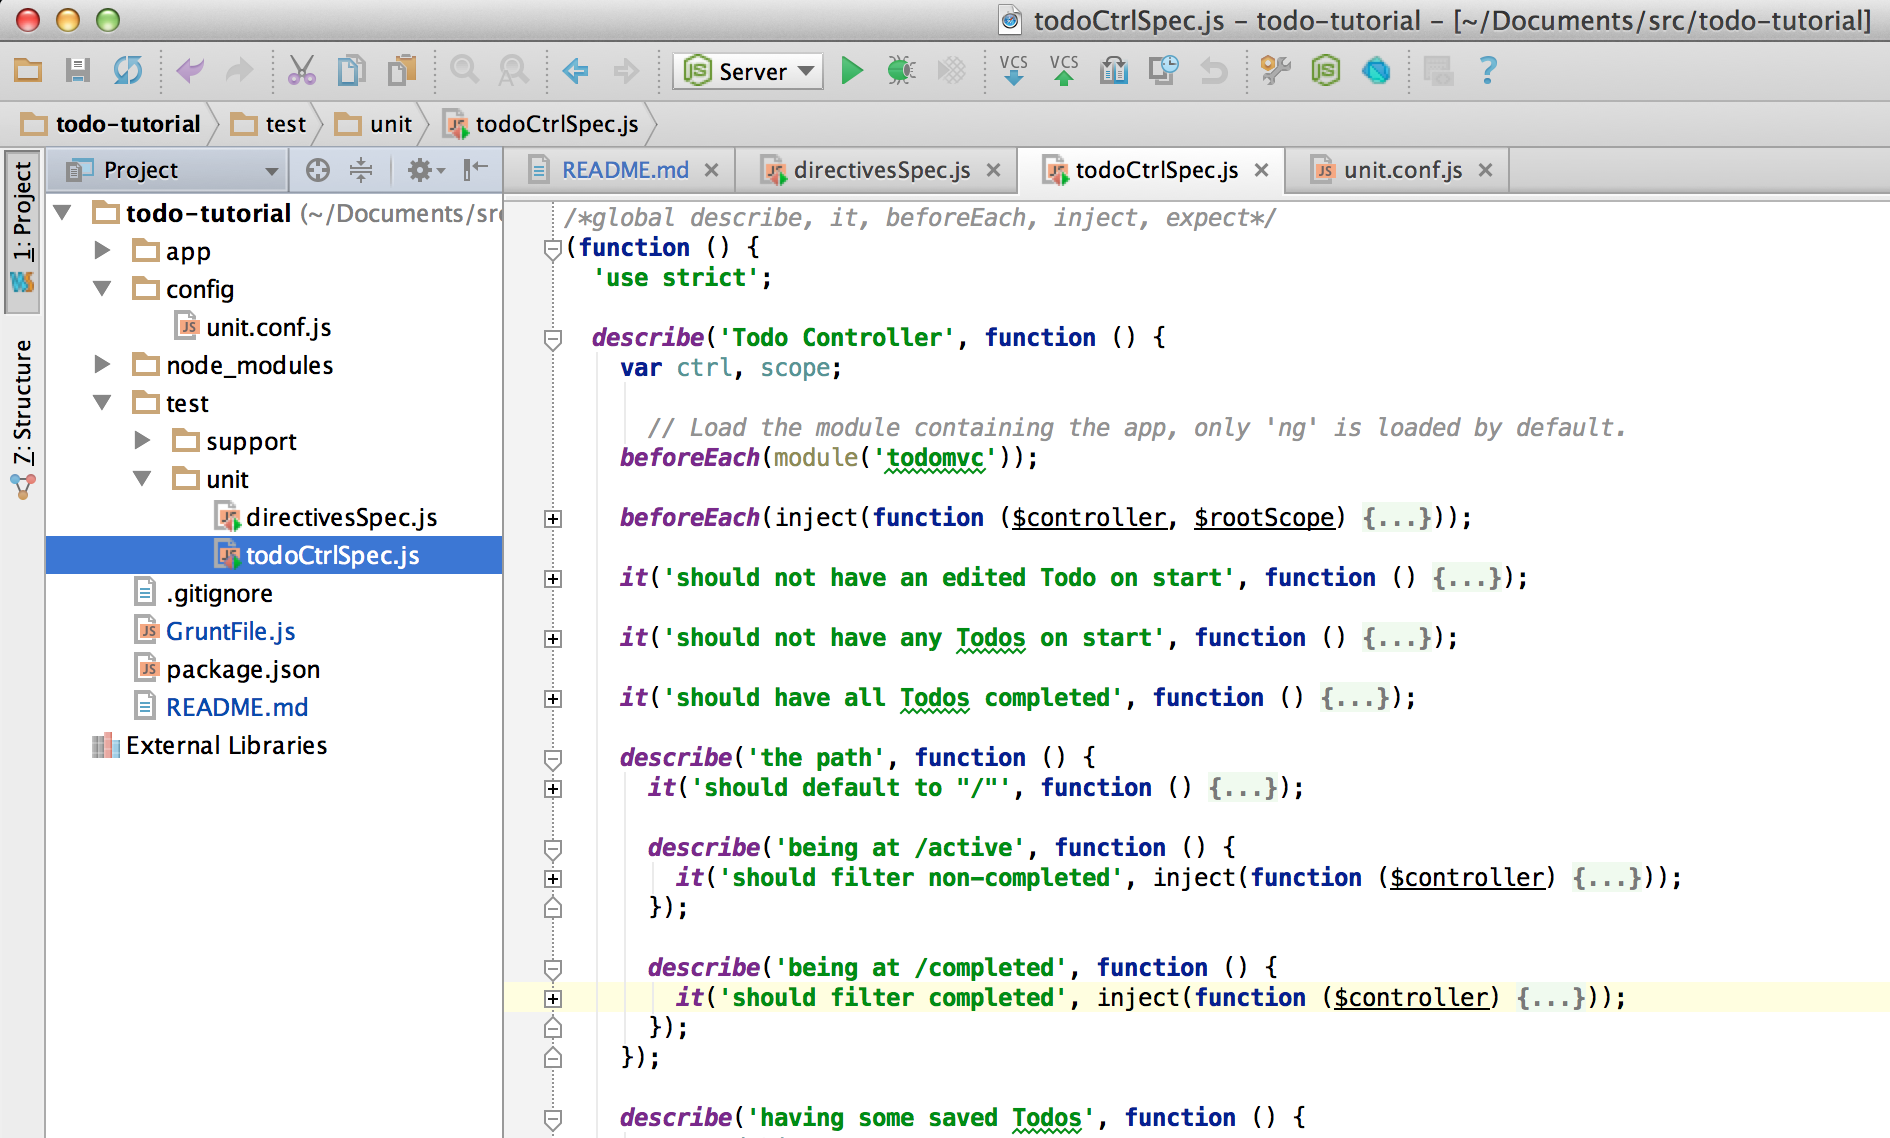 todoCtrlSpec.js – todo-tutorial – [~/Documents/src/todo-tutorial]
Server VCS VCS JS ?
todo-tutorial test unit todoCtrlSpec.js
1: Project
7: Structure
Project
README.md directivesSpec.js todoCtrlSpec.js unit.conf.js
todo-tutorial (~/Documents/src
app
config
unit.conf.js
node_modules
test
support
unit
directivesSpec.js
todoCtrlSpec.js
.gitignore
GruntFile.js
package.json
README.md
External Libraries
/*global describe, it, beforeEach, inject, expect*/
(function () {
'use strict';
describe('Todo Controller', function () {
var ctrl, scope;
// Load the module containing the app, only 'ng' is loaded by default.
beforeEach(module('todomvc'));
beforeEach(inject(function ($controller, $rootScope) {...}));
it('should not have an edited Todo on start', function () {...});
it('should not have any Todos on start', function () {...});
it('should have all Todos completed', function () {...});
describe('the path', function () {
it('should default to "/"', function () {...});
describe('being at /active', function () {
it('should filter non-completed', inject(function ($controller) {...}));
});
describe('being at /completed', function () {
it('should filter completed', inject(function ($controller) {...}));
});
});
describe('having some saved Todos', function () {